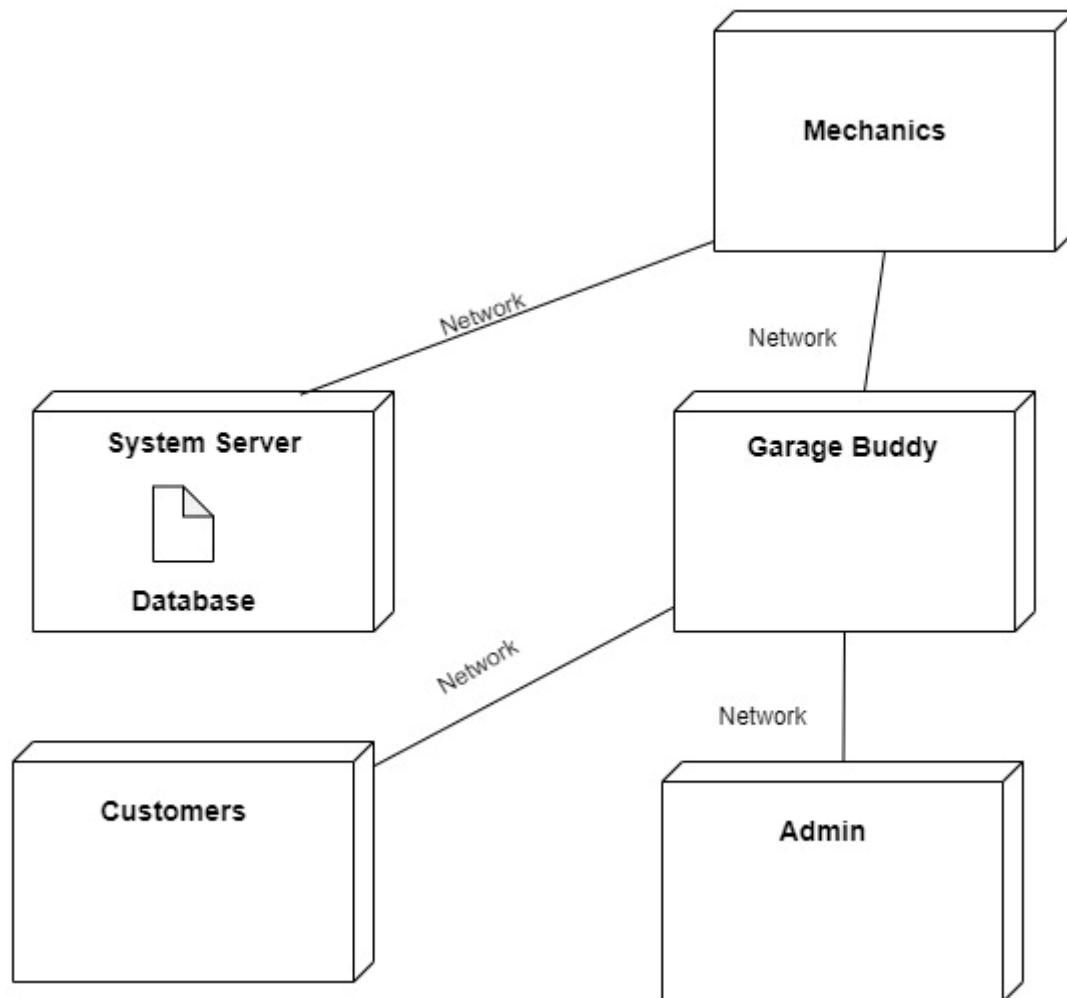 Mechanics
Network
Network
System Server
Database
Garage Buddy
Network
Network
Customers
Admin